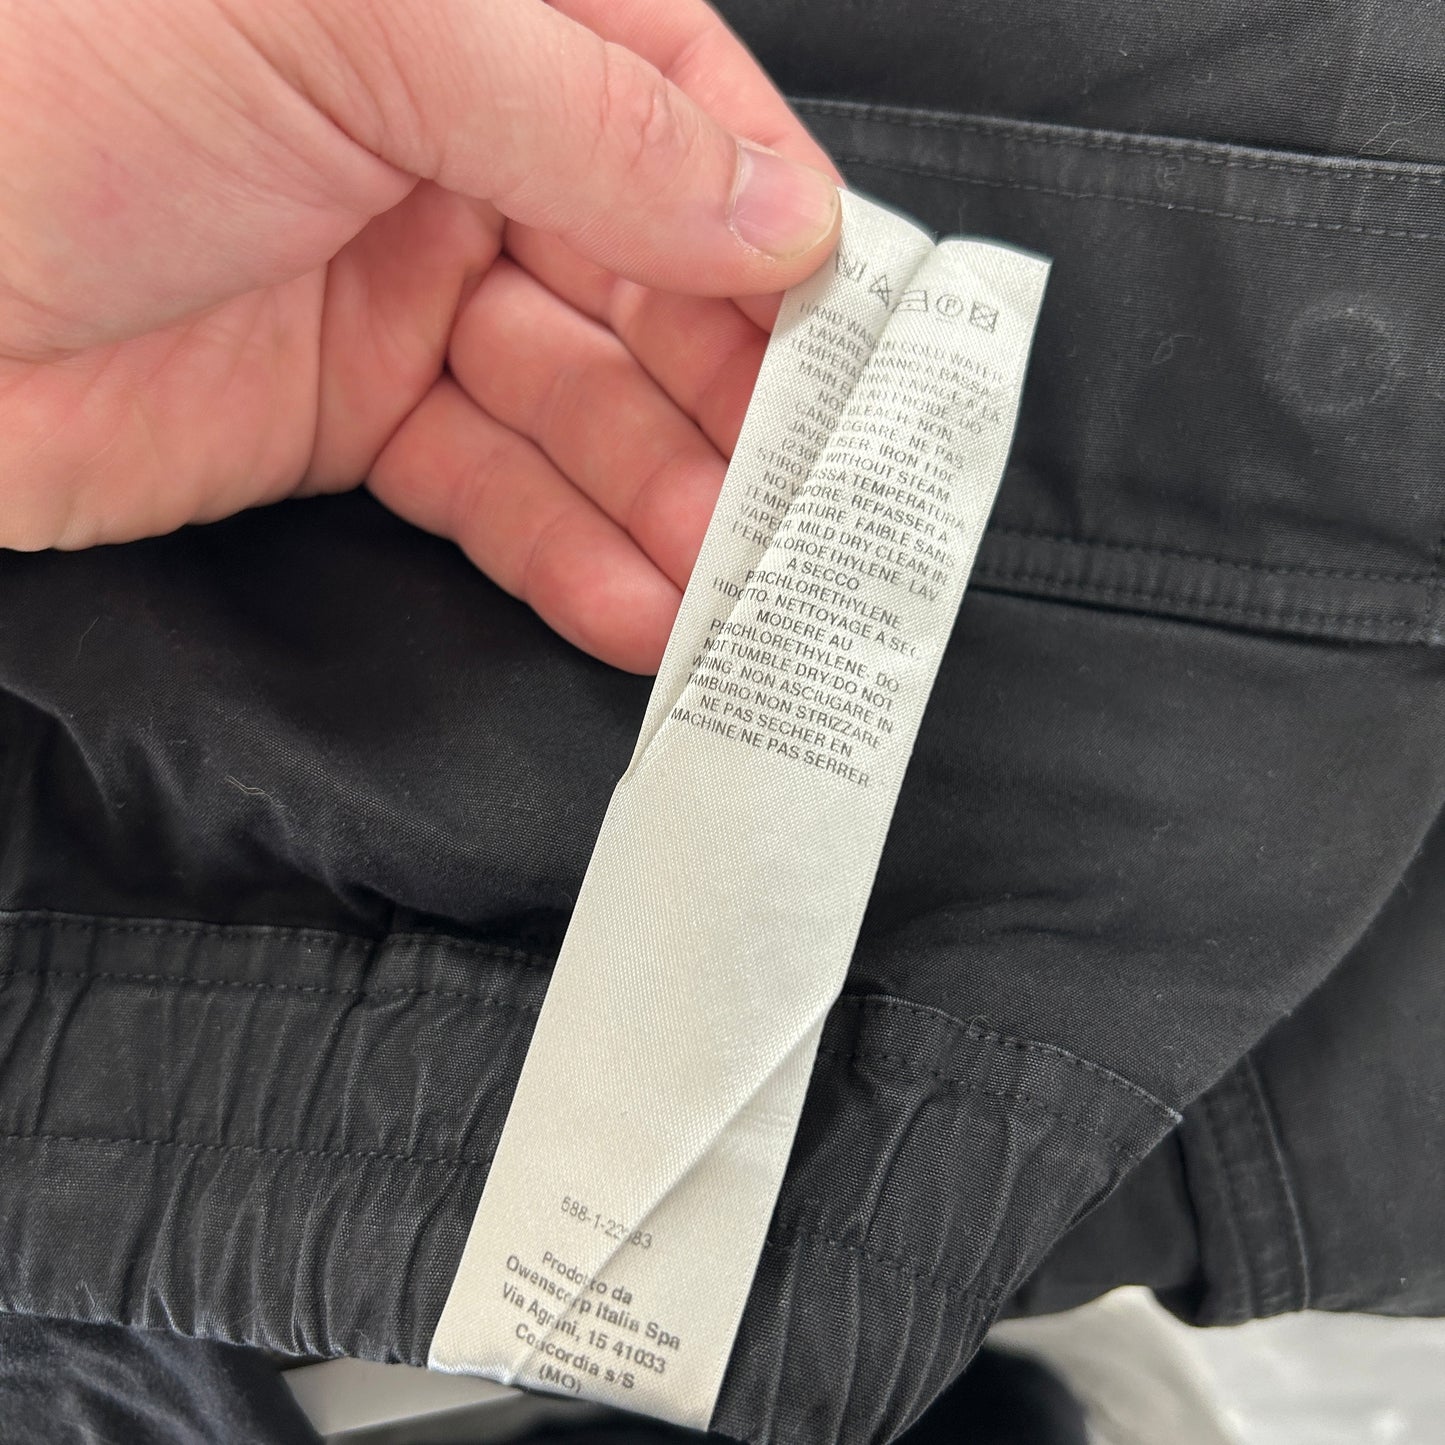 HAND WASH IN COLD WATER.
LAVARE A MANO A BASSA
TEMPERATURA. LAVAGE A LA
MAIN EAU FROIDE. DO
NOT BLEACH. NON
CANDEGGIARE. NE PAS
JAVELLISER. IRON
WITHOUT STEAM.
STIRO BASSA TEMPERATURA
NO VAPORE. REPASSER A
TEMPERATURE FAIBLE SANS
VAPEUR. MILD DRY CLEAN IN
PERCHLOROETHYLENE. LAV.
A SECCO
PERCHLORETHYLENE
RIDOTTO. NETTOYAGE A SEC
MODERE AU
PERCHLORETHYLENE. DO
NOT TUMBLE DRY/DO NOT
WRING. NON ASCIUGARE IN
TAMBURO/NON STRIZZARE
NE PAS SECHER EN
MACHINE/NE PAS SERRER
Prodotto da
Owenscorp Italia Spa
Via Agnini, 15 41033
Concordia s/S
(MO)